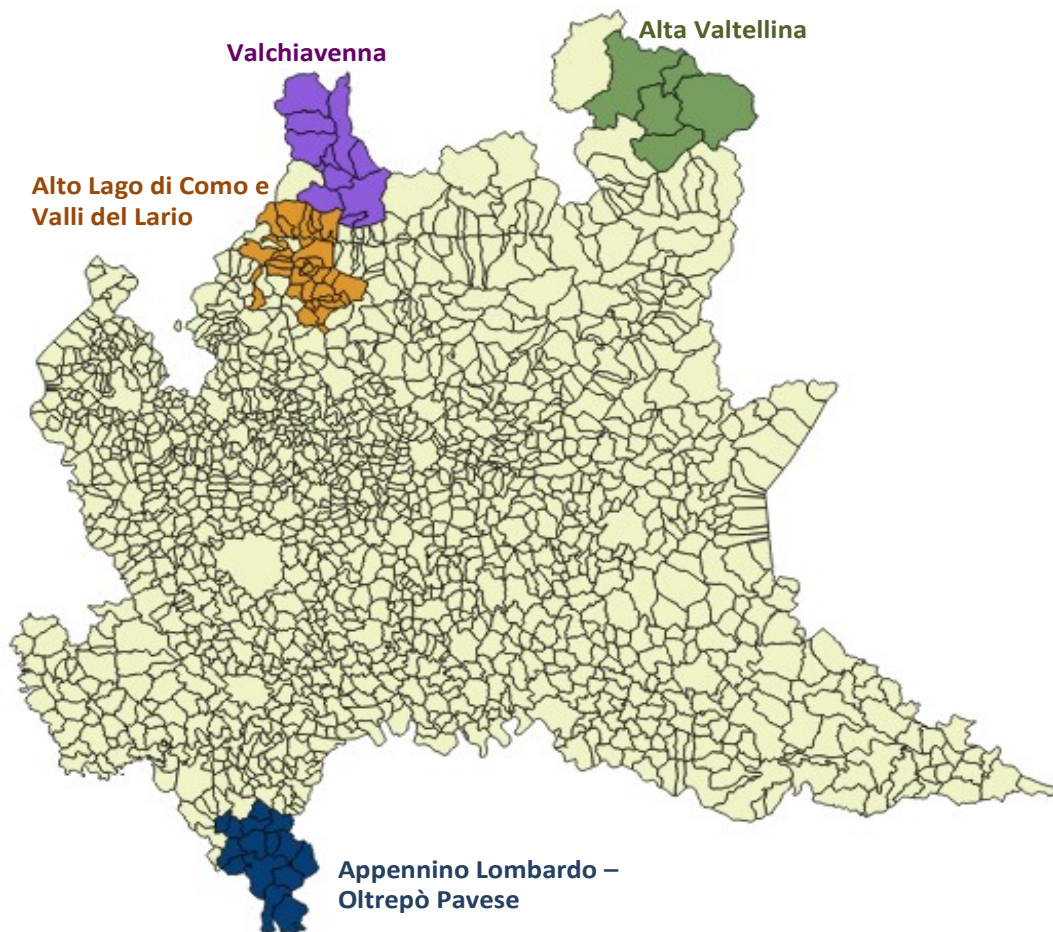 Alta Valtellina
Valchiavenna
Alto Lago di Como e
Valli del Lario
Appennino Lombardo –
Oltrepò Pavese